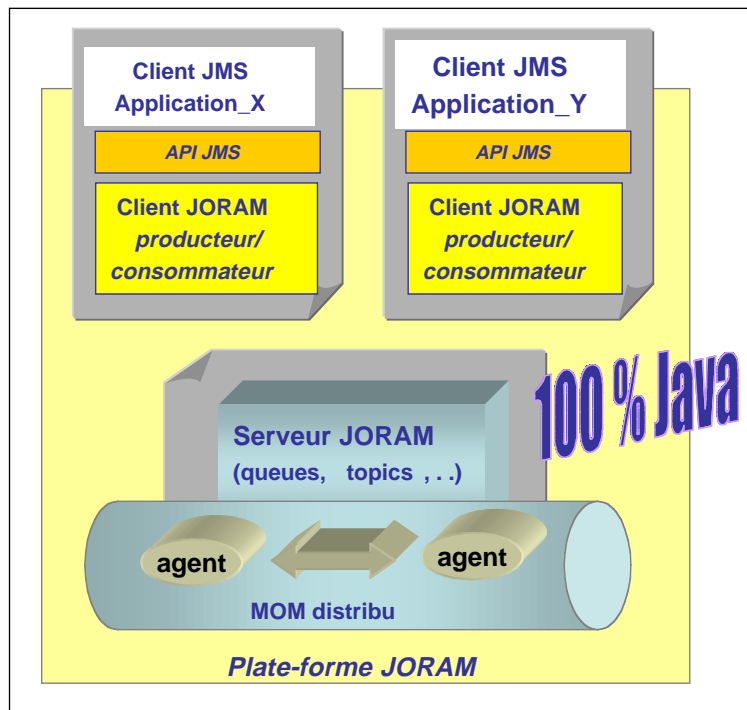 Client JMS
Application_X
API JMS
Client JORAM
producteur/
consommateur
Client JMS
Application_Y
API JMS
Client JORAM
producteur/
consommateur
100 % Java
Serveur JORAM
(queues, topics , . .)
agent
agent
MOM distribu
Plate-forme JORAM